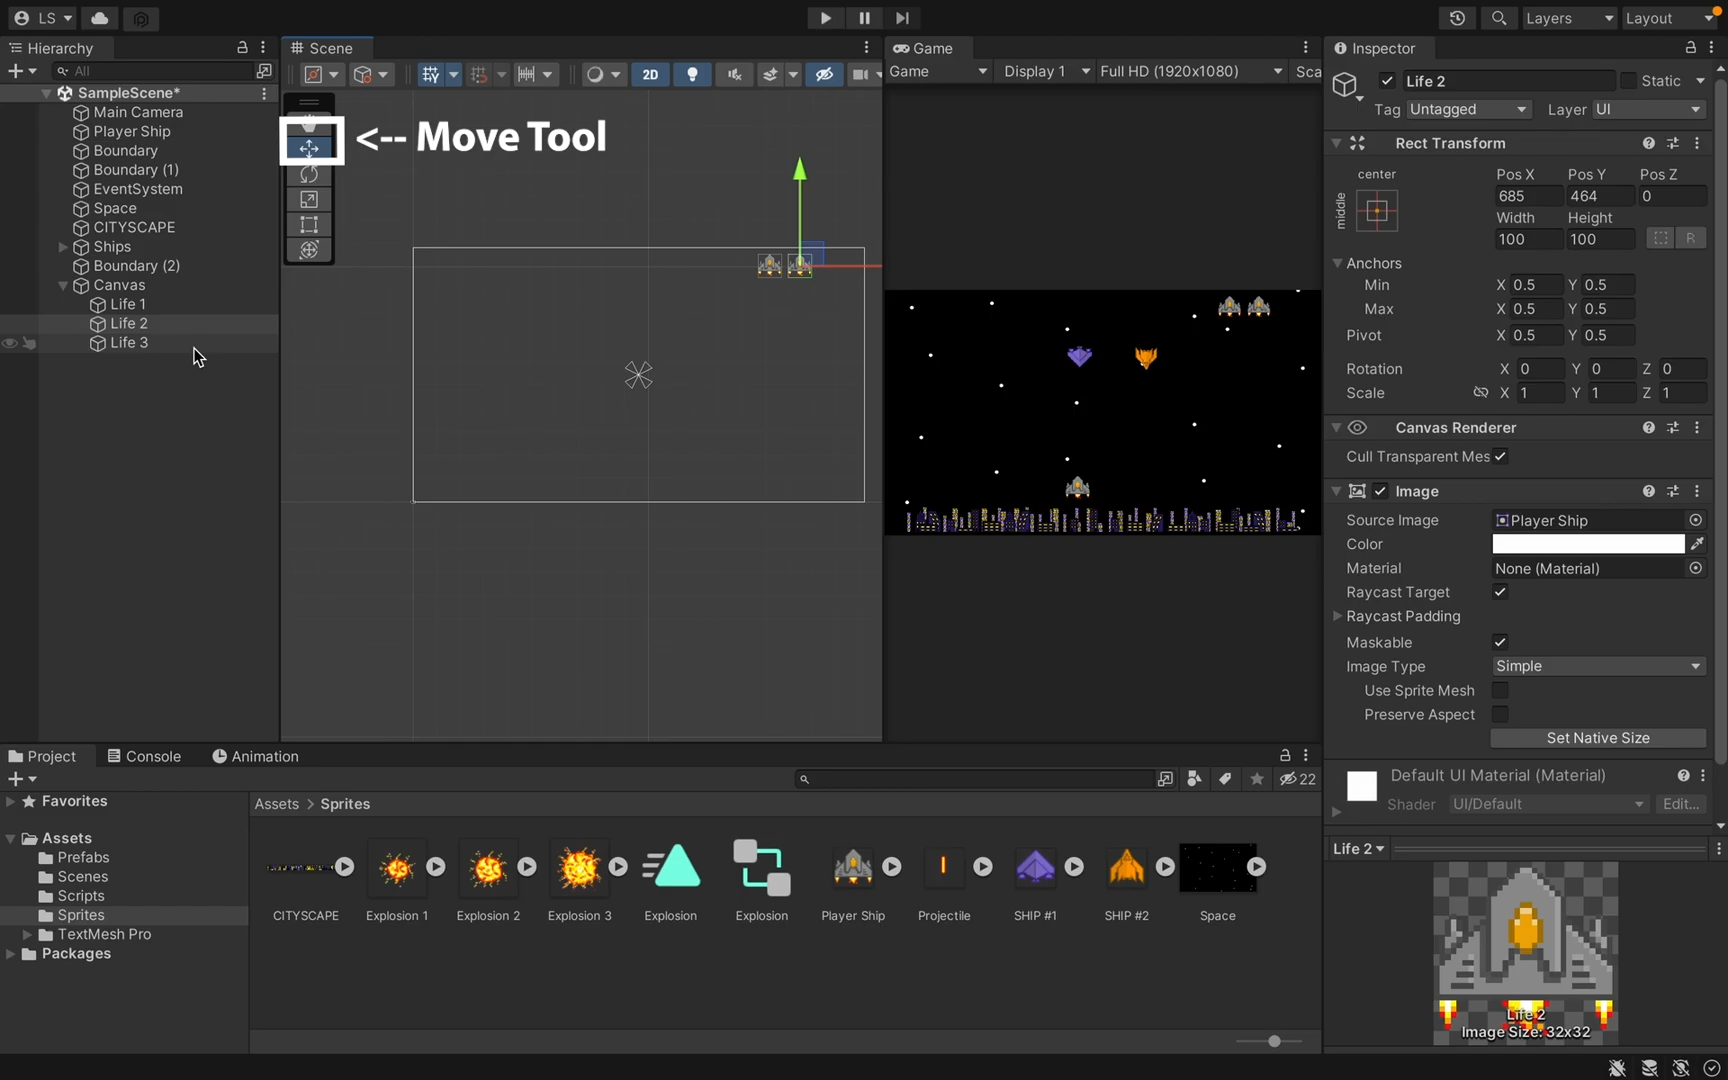 LS
Layers
Layout
Hierarchy
All
SampleScene*
Main Camera
Player Ship
Boundary
Boundary (1)
EventSystem
Space
CITYSCAPE
Ships
Boundary (2)
Canvas
Life 1
Life 2
Life 3
Scene
2D
<-- Move Tool
Game
Game
Display 1
Full HD (1920x1080)
Sca
Inspector
Life 2
Static
Tag Untagged
Layer UI
Rect Transform
center
middle
Pos X Pos Y Pos Z
685 464 0
Width Height
100 100
R
Anchors
Min X 0.5 Y 0.5
Max X 0.5 Y 0.5
Pivot X 0.5 Y 0.5
Rotation X 0 Y 0 Z 0
Scale X 1 Y 1 Z 1
Canvas Renderer
Cull Transparent Mes
Image
Source Image Player Ship
Color
Material None (Material)
Raycast Target
Raycast Padding
Maskable
Image Type Simple
Use Sprite Mesh
Preserve Aspect
Set Native Size
Default UI Material (Material)
Shader UI/Default Edit...
Life 2
Life 2
Image Size: 32x32
Project
Console
Animation
22
Favorites
Assets
Prefabs
Scenes
Scripts
Sprites
TextMesh Pro
Packages
Assets > Sprites
CITYSCAPE
Explosion 1
Explosion 2
Explosion 3
Explosion
Explosion
Player Ship
Projectile
SHIP #1
SHIP #2
Space